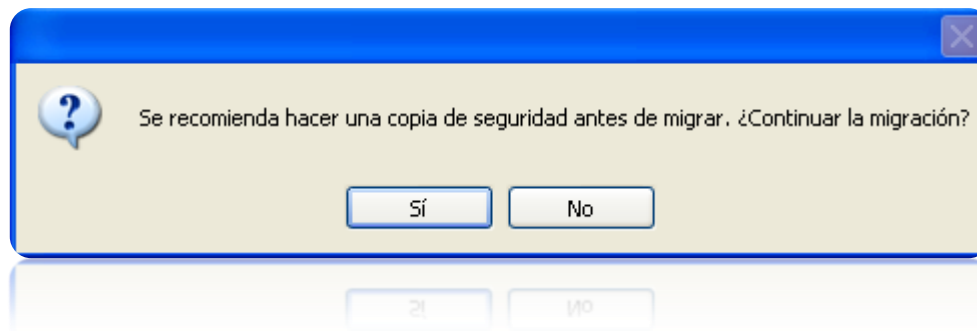 Se recomienda hacer una copia de seguridad antes de migrar. ¿Continuar la migración?
Sí
No